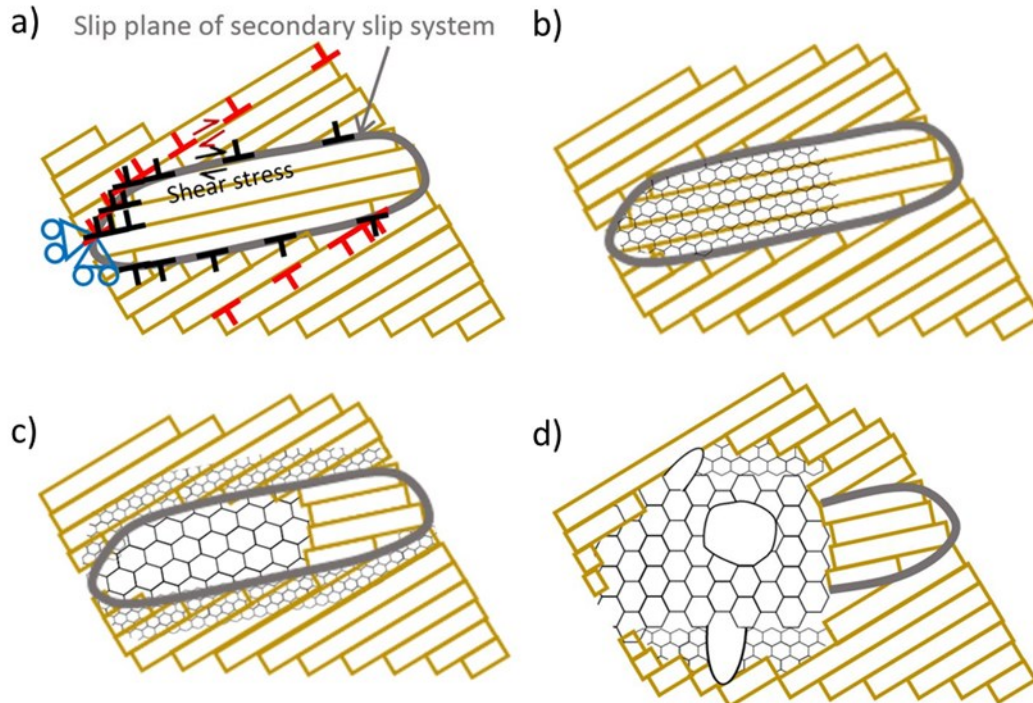 a)
Slip plane of secondary slip system
Shear stress
b)
c)
d)